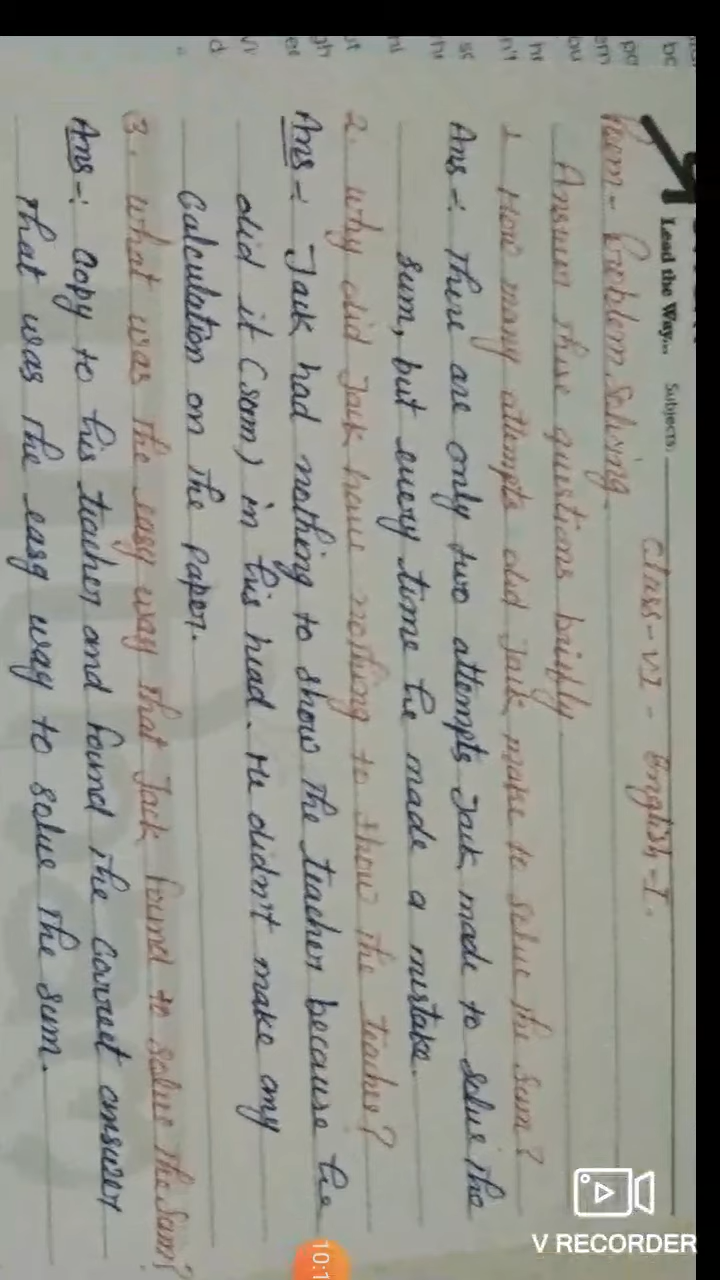 Lead the Way... Subjects:
Class - VI - English - I.
Poem - Problem Solving
Answer these questions briefly
1. How many attempts did Jack make to solve the sum?
Ans -: There are only two attempts Jack made to solve the
sum, but every time he made a mistake.
2. Why did Jack have nothing to show the teacher?
Ans -: Jack had nothing to show the teacher because he
did it (sum) in his head. He didn't make any
calculation on the paper.
3. What was the easy way that Jack found to solve the sum?
Ans -: Copy to his teacher and found the correct answer
that was the easy way to solve the sum.
V RECORDER
10:1